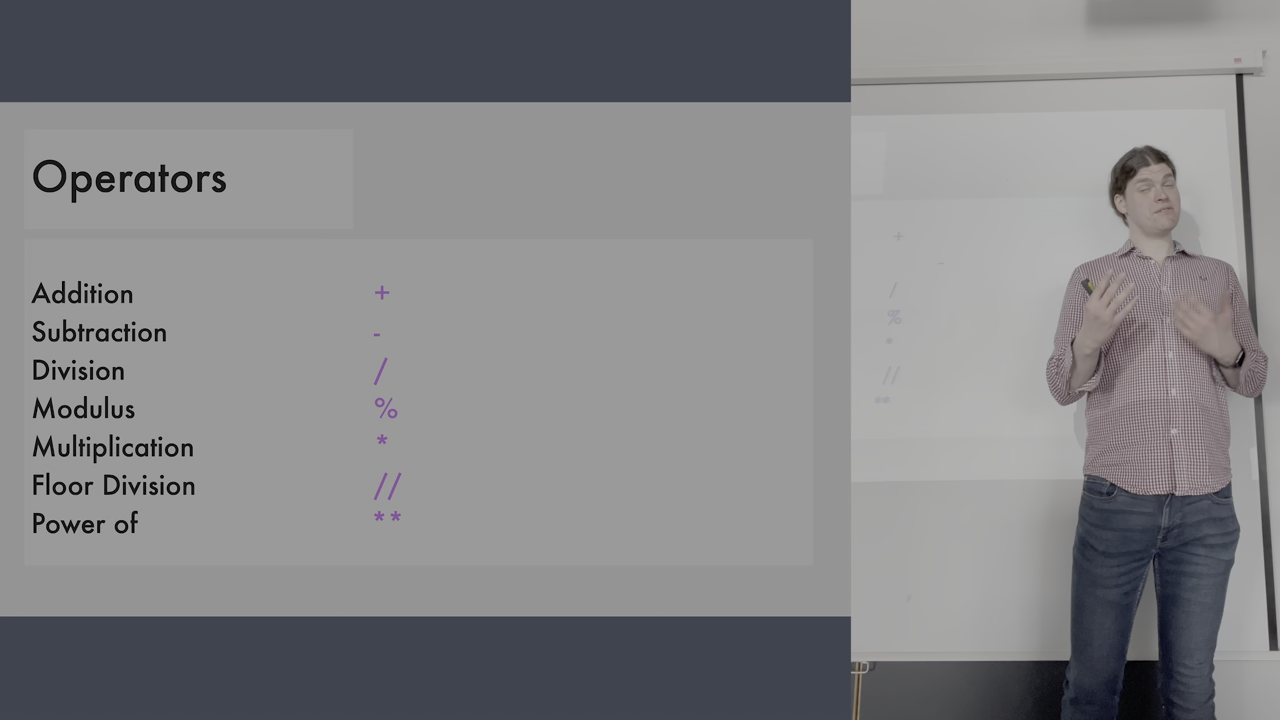 Operators
Addition +
Subtraction -
Division /
Modulus %
Multiplication *
Floor Division //
Power of **
+
-
/
%
*
//
**